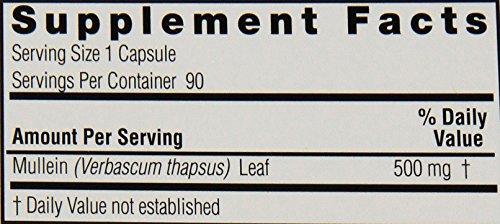 Supplement Facts
Serving Size 1 Capsule
Servings Per Container 90
% Daily
Amount Per Serving Value
Mullein (Verbascum thapsus) Leaf 500 mg †
† Daily Value not established